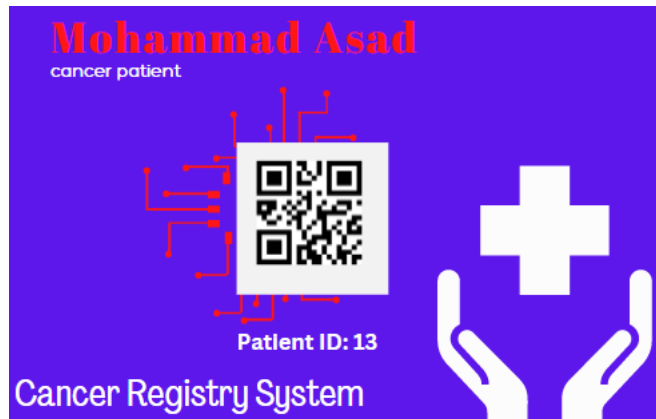 Mohammad Asad
cancer patient
Patient ID: 13
Cancer Registry System